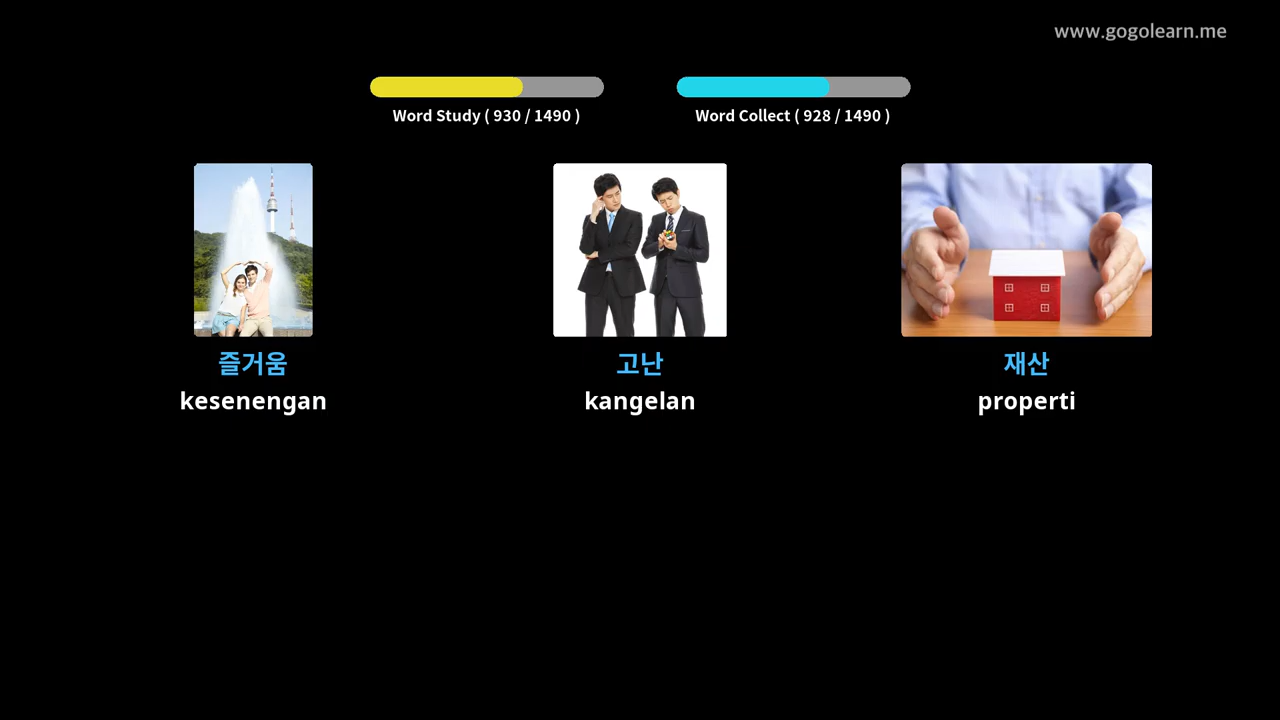 www.gogolearn.me
Word Study ( 930 / 1490 )
Word Collect ( 928 / 1490 )
즐거움
kesenengan
고난
kangelan
재산
properti